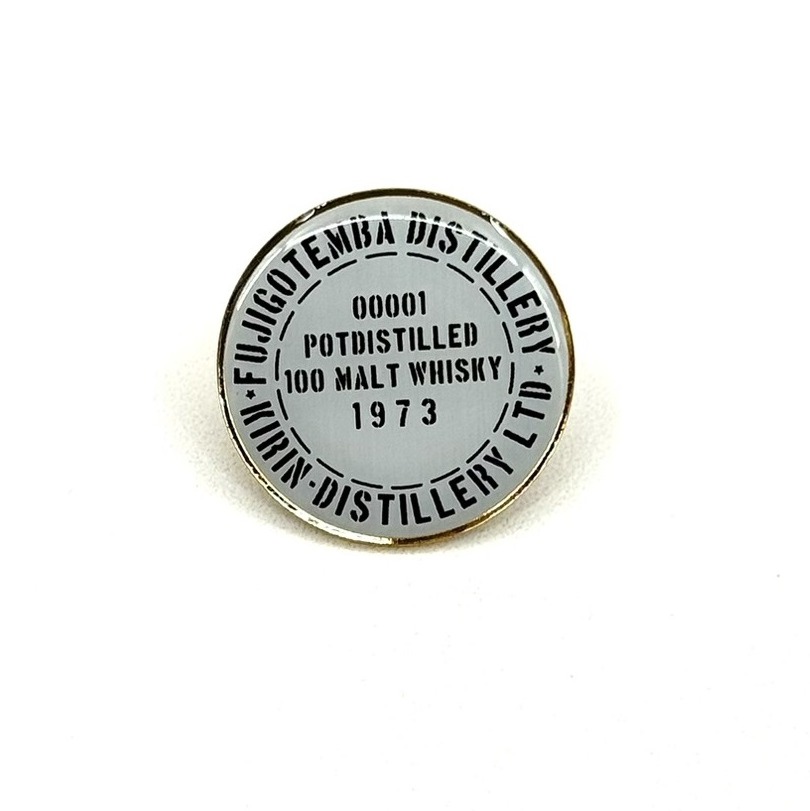 FUJIGOTEMBA DISTILLERY
00001
POTDISTILLED
100 MALT WHISKY
1973
KIRIN-DISTILLERY LTD